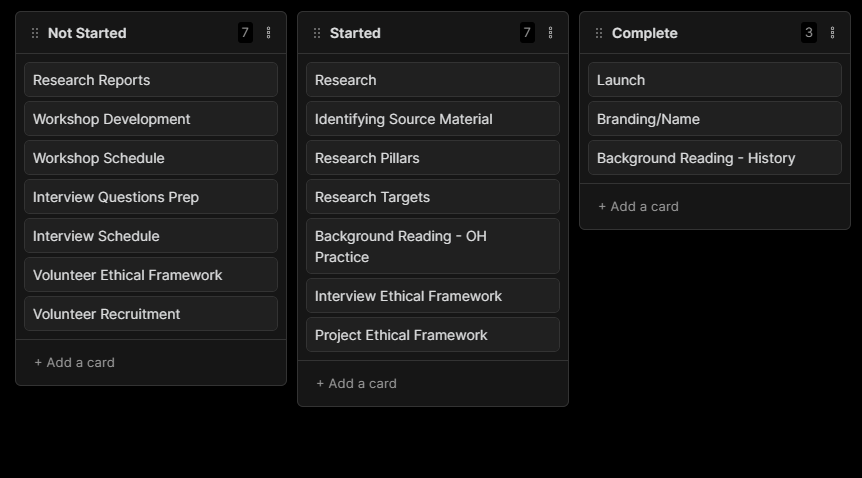 Not Started 7
Research Reports
Workshop Development
Workshop Schedule
Interview Questions Prep
Interview Schedule
Volunteer Ethical Framework
Volunteer Recruitment
+ Add a card
Started 7
Research
Identifying Source Material
Research Pillars
Research Targets
Background Reading - OH
Practice
Interview Ethical Framework
Project Ethical Framework
+ Add a card
Complete 3
Launch
Branding/Name
Background Reading - History
+ Add a card